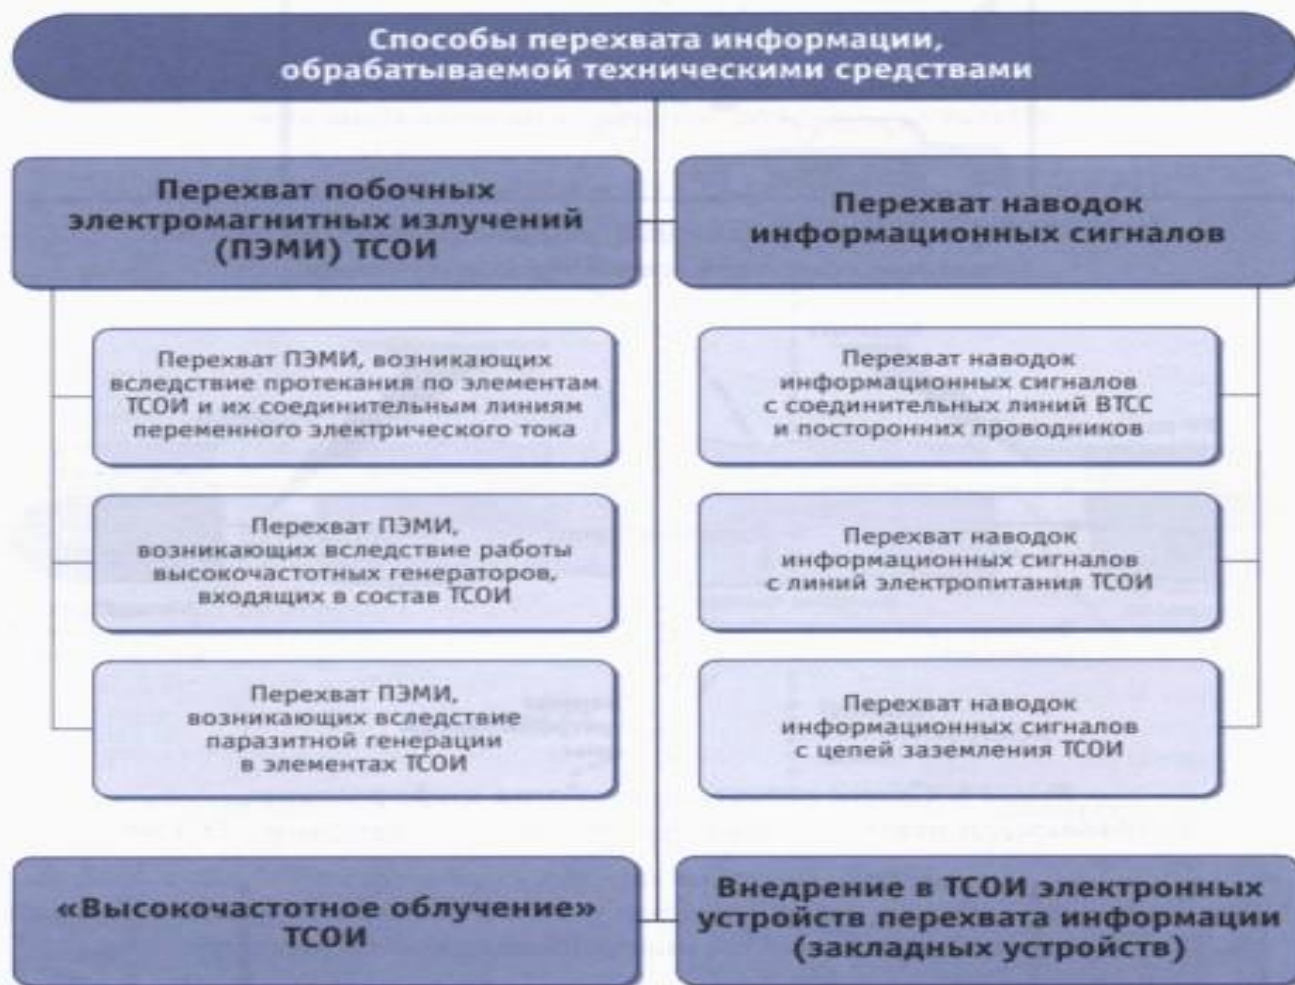 Способы перехвата информации,
обрабатываемой техническими средствами
Перехват побочных
электромагнитных излучений
(ПЭМИ) ТСОИ
Перехват наводок
информационных сигналов
Перехват ПЭМИ, возникающих
вследствие протекания по элементам
ТСОИ и их соединительным линиям
переменного электрического тока
Перехват наводок
информационных сигналов
с соединительных линий ВТСС
и посторонних проводников
Перехват ПЭМИ,
возникающих вследствие работы
высокочастотных генераторов,
входящих в состав ТСОИ
Перехват наводок
информационных сигналов
с линий электропитания ТСОИ
Перехват ПЭМИ,
возникающих вследствие
паразитной генерации
в элементах ТСОИ
Перехват наводок
информационных сигналов
с цепей заземления ТСОИ
«Высокочастотное облучение»
ТСОИ
Внедрение в ТСОИ электронных
устройств перехвата информации
(закладных устройств)